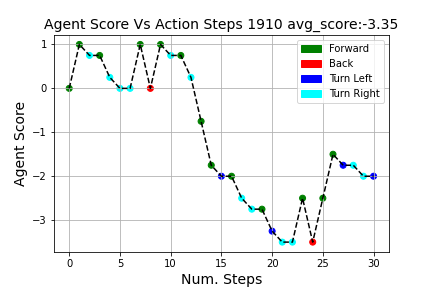 Agent Score Vs Action Steps 1910 avg_score:-3.35
Forward
Back
Turn Left
Turn Right
Agent Score
1
0
−1
−2
−3
0 5 10 15 20 25 30
Num. Steps